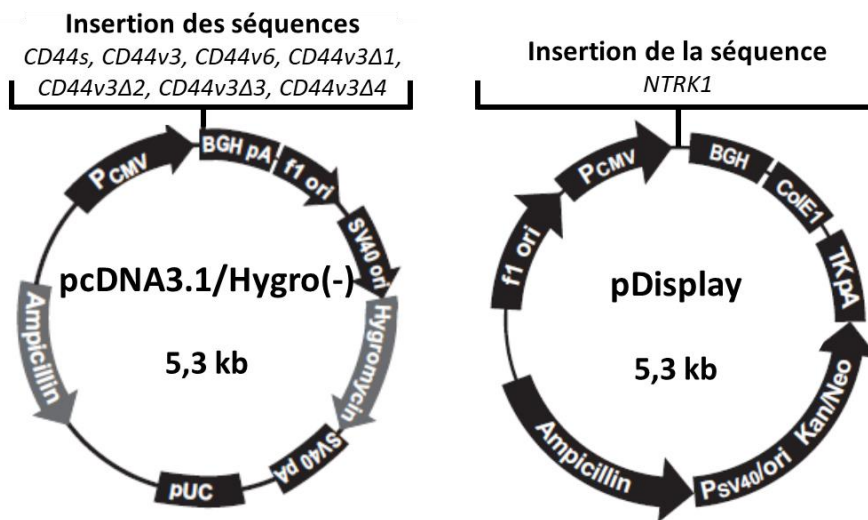 Insertion des séquences
CD44s, CD44v3, CD44v6, CD44v3Δ1,
CD44v3Δ2, CD44v3Δ3, CD44v3Δ4
PCMV
BGH pA
f1 ori
SV40 ori
Hygromycin
SV40 pA
pUC
Ampicillin
pcDNA3.1/Hygro(-)
5,3 kb
Insertion de la séquence
NTRK1
f1 ori
PCMV
BGH
ColE1
TK pA
Kan/Neo
PSV40/ori
Ampicillin
pDisplay
5,3 kb